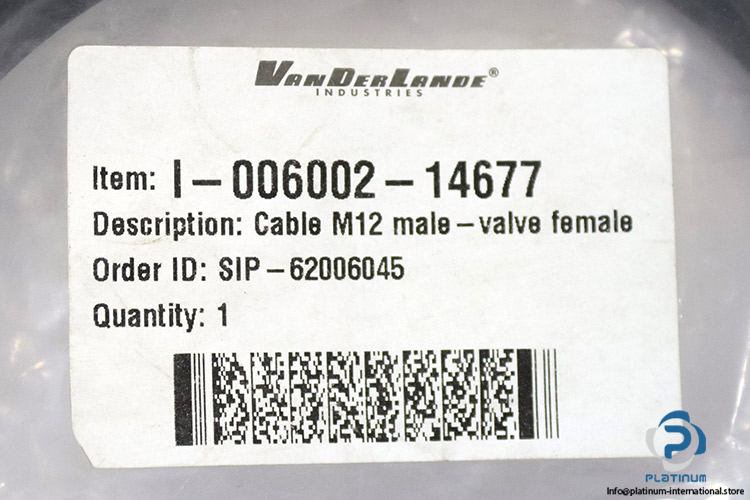 VANDERLANDE®
INDUSTRIES
Item: I-006002-14677
Description: Cable M12 male-valve female
Order ID: SIP-62006045
Quantity: 1
PLATINUM
Info@platinum-international.store